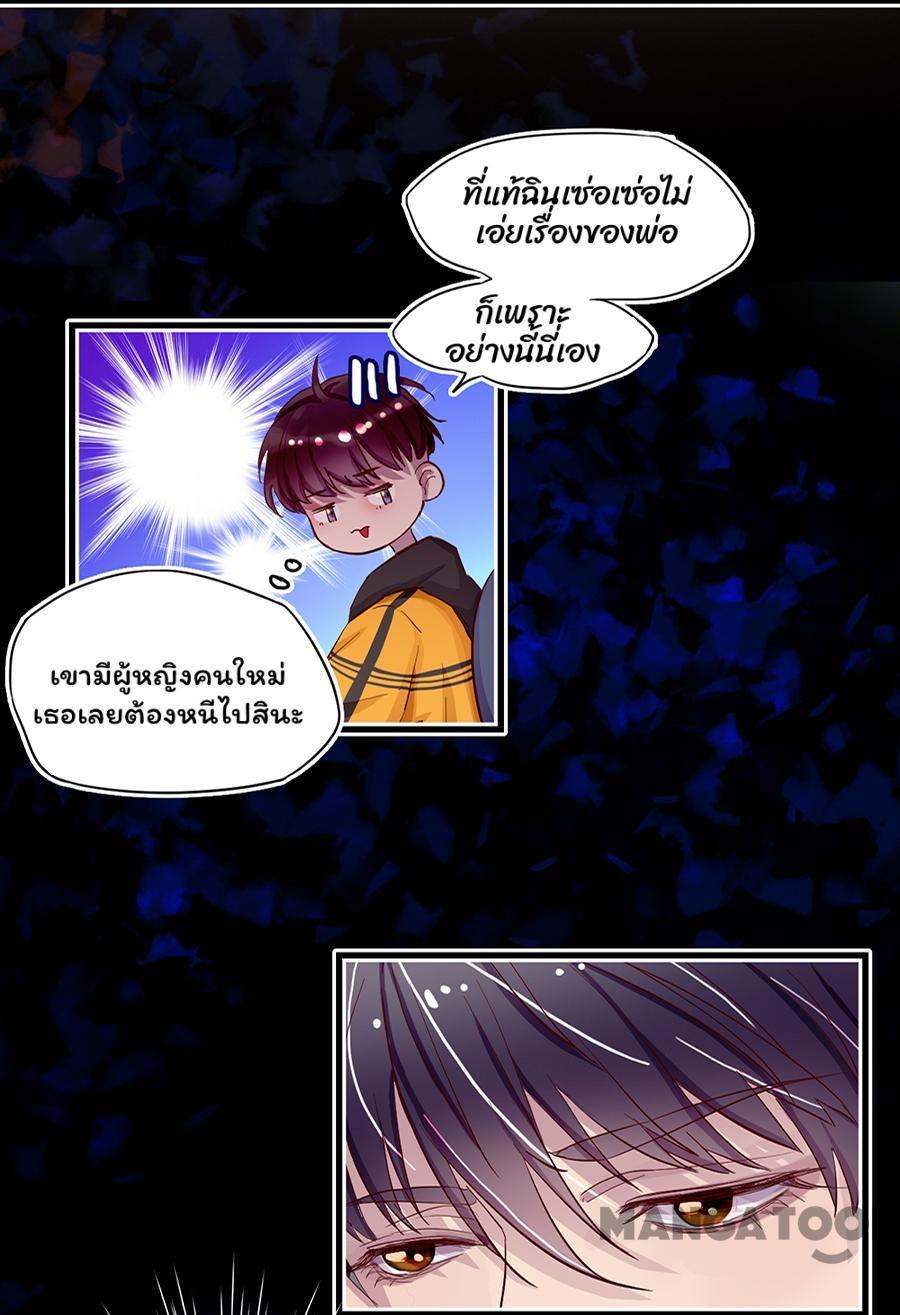 ที่แท้ฉินเซ่อเซ่อไม่
เอ่ยเรื่องของพ่อ
ก็เพราะ
อย่างนี้นี่เอง
เขามีผู้หญิงคนใหม่
เธอเลยต้องหนีไปสินะ
MANGATOON